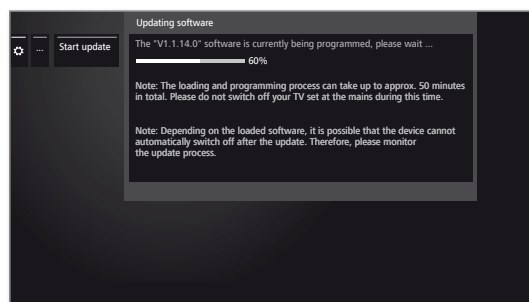 Updating software
... Start update
The "V1.1.14.0" software is currently being programmed, please wait ...
60%
Note: The loading and programming process can take up to approx. 50 minutes
in total. Please do not switch off your TV set at the mains during this time.
Note: Depending on the loaded software, it is possible that the device cannot
automatically switch off after the update. Therefore, please monitor
the update process.